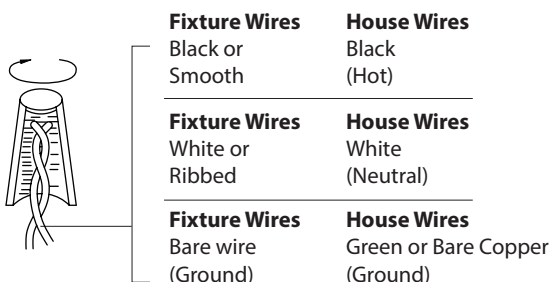 Fixture Wires House Wires
Black or Black
Smooth (Hot)
Fixture Wires House Wires
White or White
Ribbed (Neutral)
Fixture Wires House Wires
Bare wire Green or Bare Copper
(Ground) (Ground)